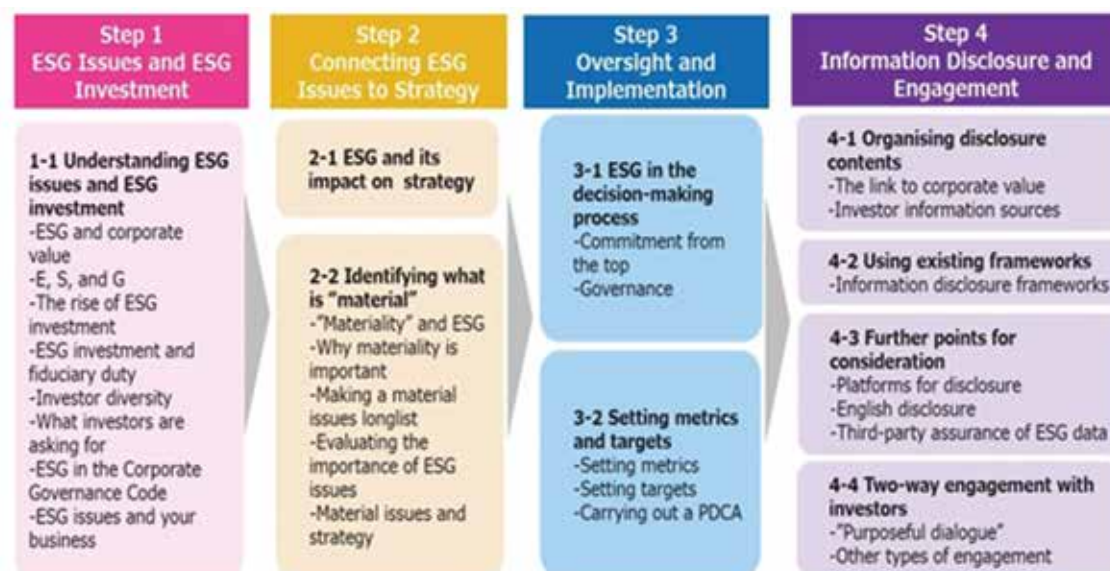 Step 1
ESG Issues and ESG
Investment
1-1 Understanding ESG
issues and ESG
investment
-ESG and corporate
value
-E, S, and G
-The rise of ESG
investment
-ESG investment and
fiduciary duty
-Investor diversity
-What investors are
asking for
-ESG in the Corporate
Governance Code
-ESG issues and your
business
Step 2
Connecting ESG
Issues to Strategy
2-1 ESG and its
impact on strategy
2-2 Identifying what
is "material"
-"Materiality" and ESG
-Why materiality is
important
-Making a material
issues longlist
-Evaluating the
importance of ESG
issues
-Material issues and
strategy
Step 3
Oversight and
Implementation
3-1 ESG in the
decision-making
process
-Commitment from
the top
-Governance
3-2 Setting metrics
and targets
-Setting metrics
-Setting targets
-Carrying out a PDCA
Step 4
Information Disclosure and
Engagement
4-1 Organising disclosure
contents
-The link to corporate value
-Investor information sources
4-2 Using existing frameworks
-Information disclosure frameworks
4-3 Further points for
consideration
-Platforms for disclosure
-English disclosure
-Third-party assurance of ESG data
4-4 Two-way engagement with
investors
-"Purposeful dialogue"
-Other types of engagement